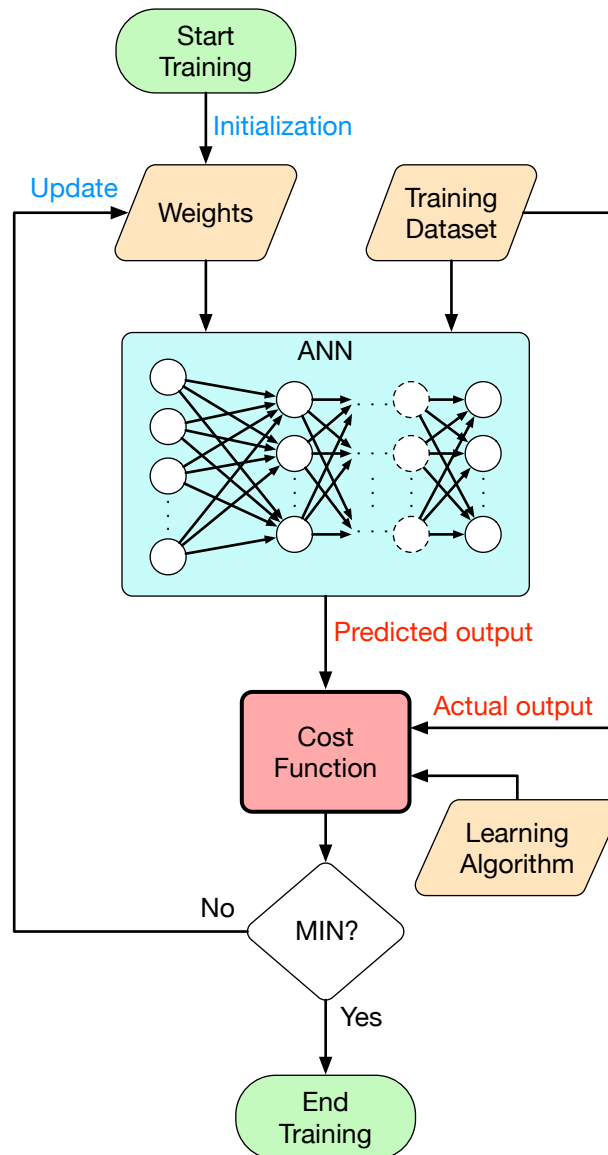 Start
Training
Initialization
Update
Weights
Training
Dataset
ANN
Predicted output
Actual output
Cost
Function
Learning
Algorithm
No
MIN?
Yes
End
Training